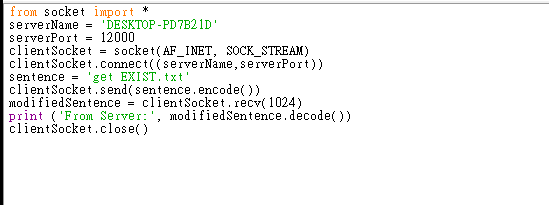 from socket import *
serverName = 'DESKTOP-PD7B21D'
serverPort = 12000
clientSocket = socket(AF_INET, SOCK_STREAM)
clientSocket.connect((serverName,serverPort))
sentence = 'get EXIST.txt'
clientSocket.send(sentence.encode())
modifiedSentence = clientSocket.recv(1024)
print ('From Server:', modifiedSentence.decode())
clientSocket.close()